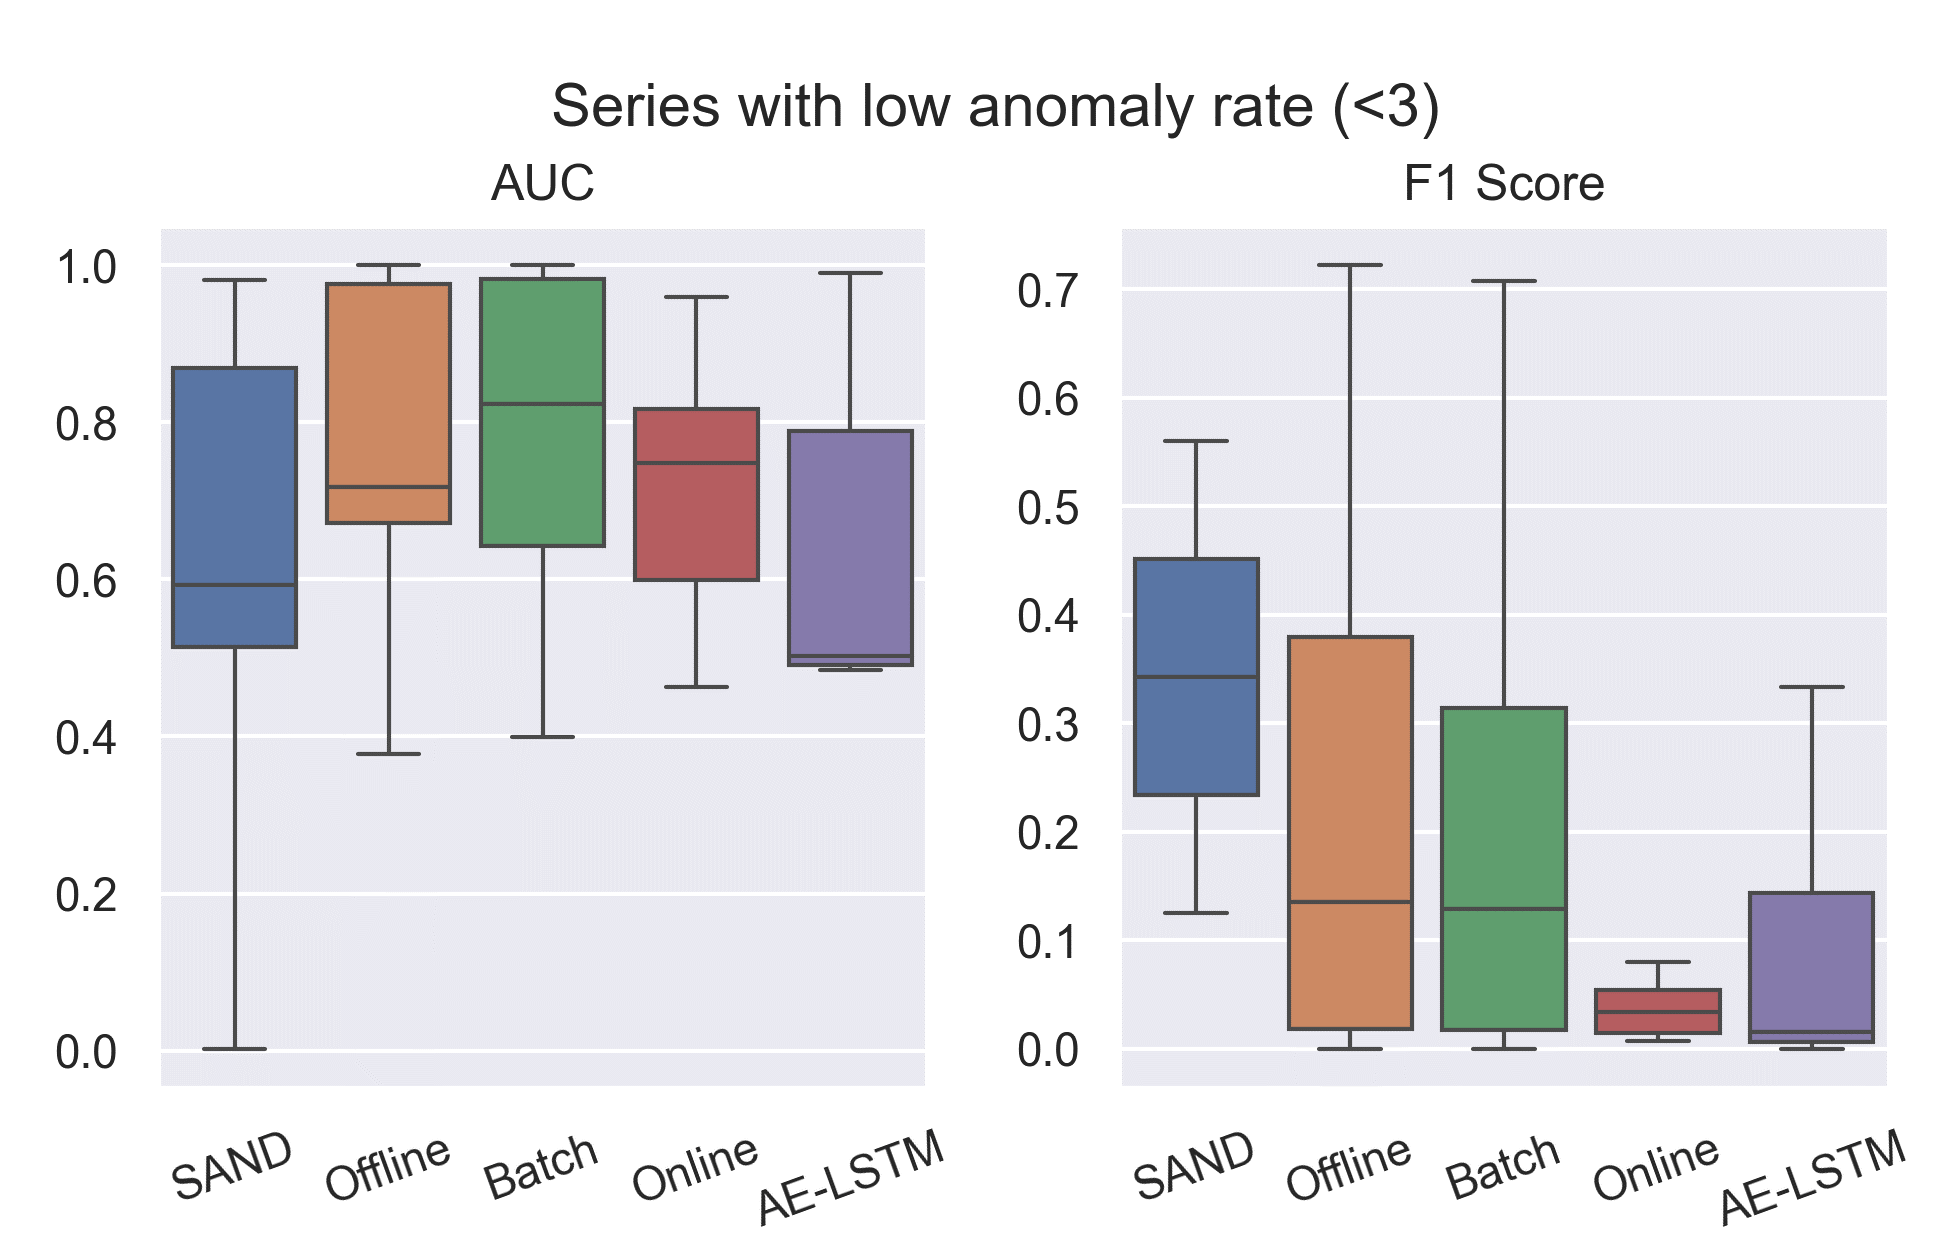 Series with low anomaly rate (<3)
AUC
1.0
0.8
0.6
0.4
0.2
0.0
SAND Offline Batch Online AE-LSTM
F1 Score
0.7
0.6
0.5
0.4
0.3
0.2
0.1
0.0
SAND Offline Batch Online AE-LSTM